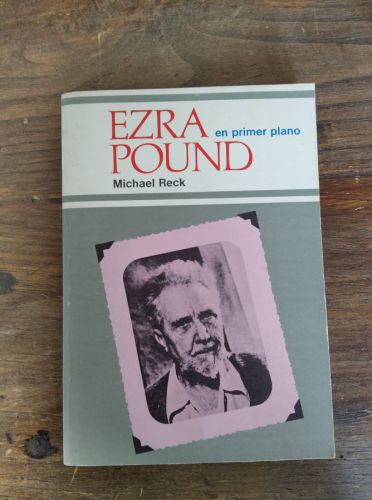 EZRA
en primer plano
POUND
Michael Reck